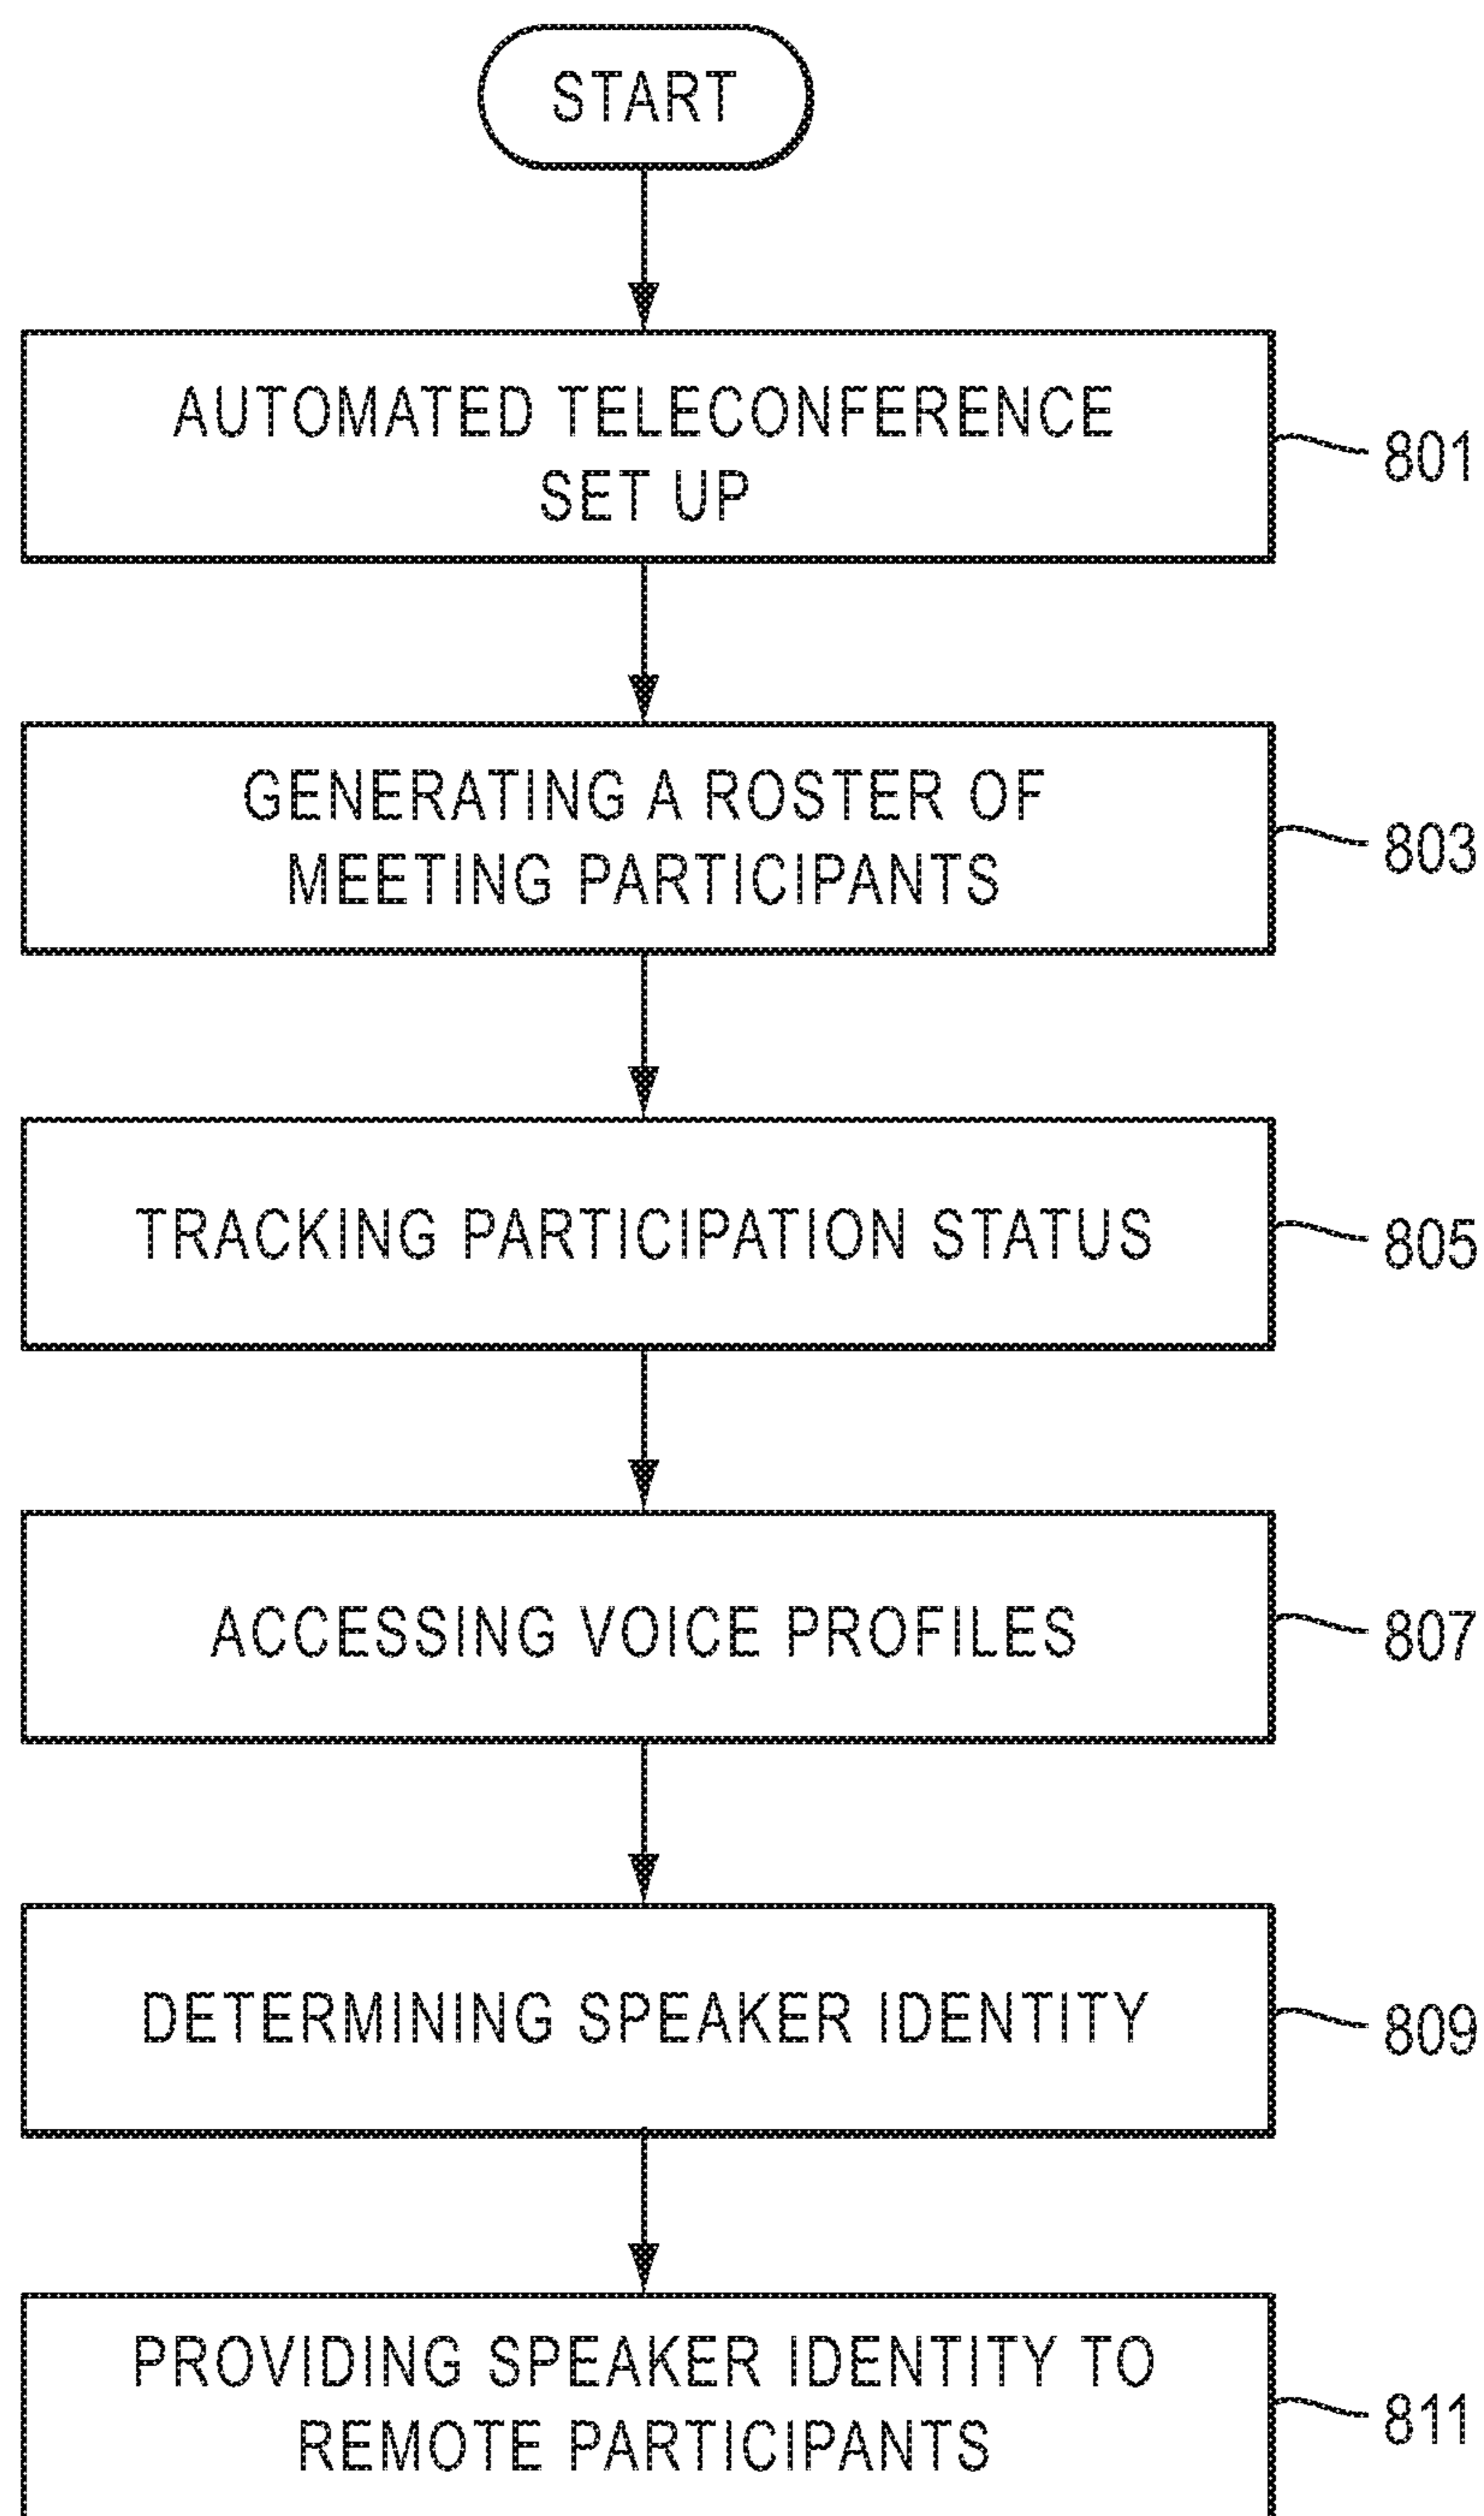 START
AUTOMATED TELECONFERENCE
SET UP
801
GENERATING A ROSTER OF
MEETING PARTICIPANTS
803
TRACKING PARTICIPATION STATUS
805
ACCESSING VOICE PROFILES
807
DETERMINING SPEAKER IDENTITY
809
PROVIDING SPEAKER IDENTITY TO
REMOTE PARTICIPANTS
811